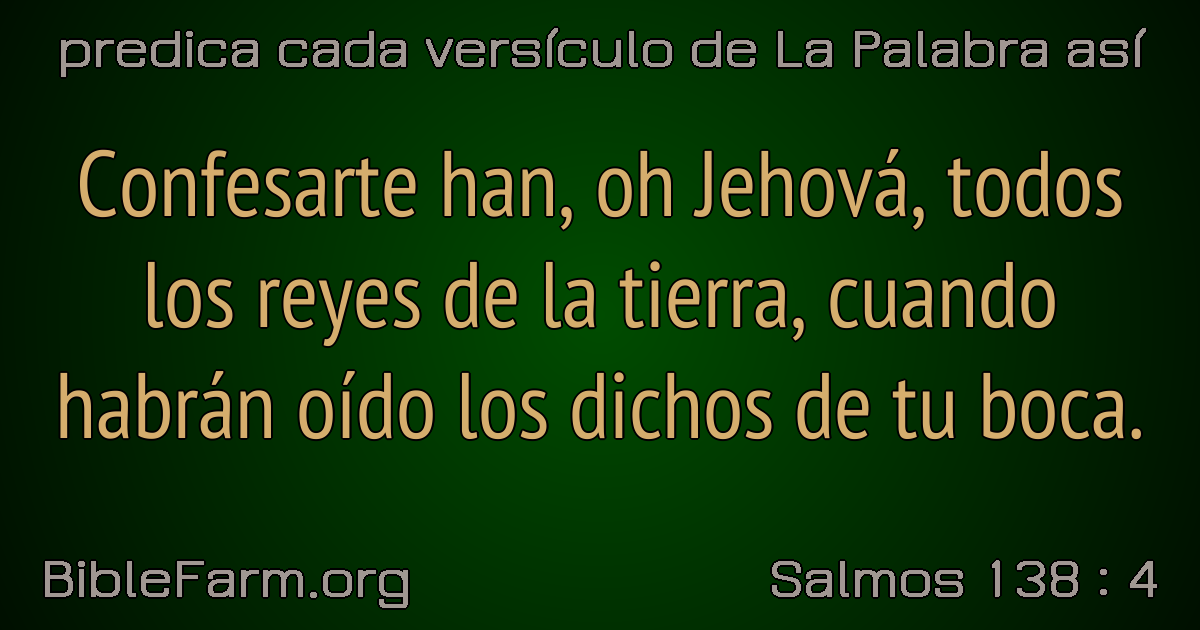 predica cada versículo de La Palabra así
Confesarte han, oh Jehová, todos
los reyes de la tierra, cuando
habrán oído los dichos de tu boca.
BibleFarm.org
Salmos 138 : 4